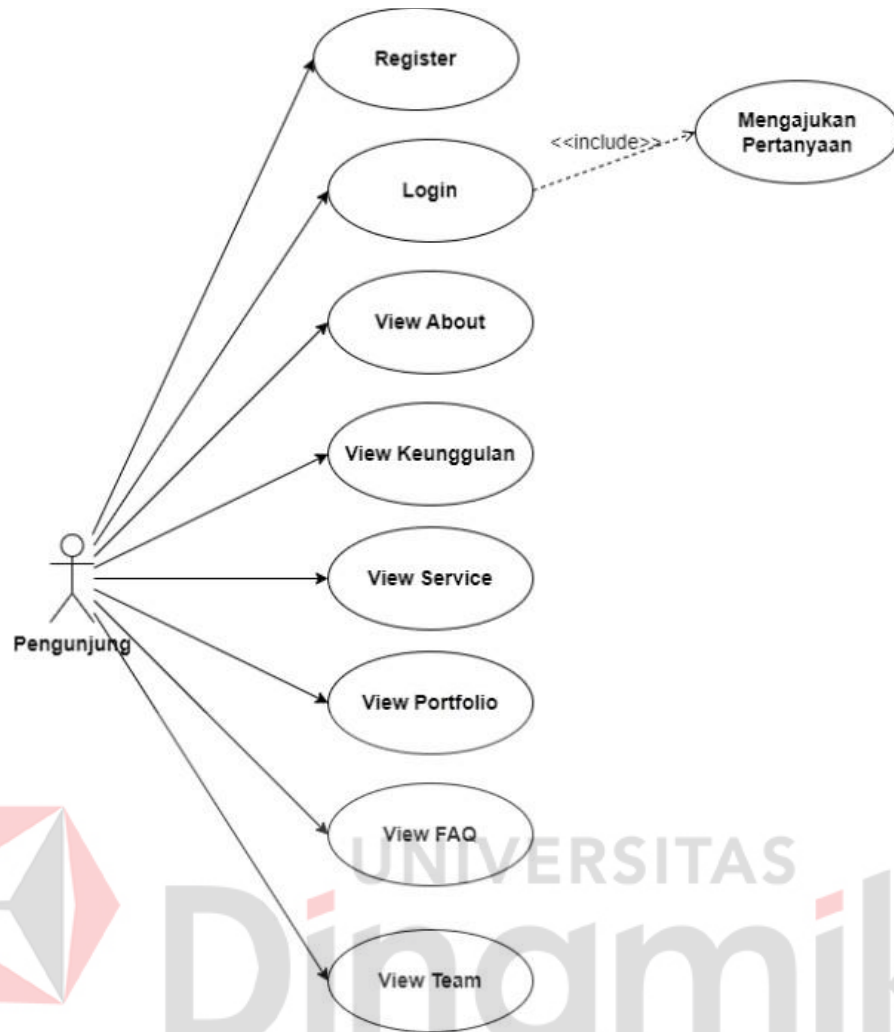 Register
<<include>>
Mengajukan
Pertanyaan
Login
View About
View Keunggulan
View Service
Pengunjung
View Portfolio
View FAQ
UNIVERSITAS
View Team